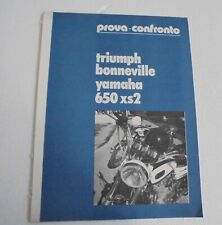 prova-confronto
triumph
bonneville
yamaha
650 xs2